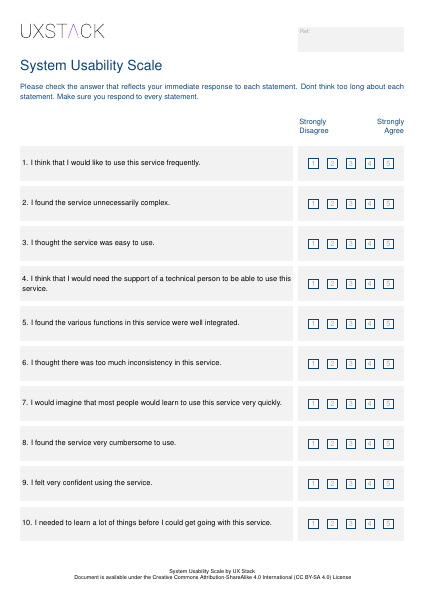 UXSTACK
Ref:
System Usability Scale
Please check the answer that reflects your immediate response to each statement. Dont think too long about each
statement. Make sure you respond to every statement.
Strongly Strongly
Disagree Agree
1. I think that I would like to use this service frequently. 1 2 3 4 5
2. I found the service unnecessarily complex. 1 2 3 4 5
3. I thought the service was easy to use. 1 2 3 4 5
4. I think that I would need the support of a technical person to be able to use this
service. 1 2 3 4 5
5. I found the various functions in this service were well integrated. 1 2 3 4 5
6. I thought there was too much inconsistency in this service. 1 2 3 4 5
7. I would imagine that most people would learn to use this service very quickly. 1 2 3 4 5
8. I found the service very cumbersome to use. 1 2 3 4 5
9. I felt very confident using the service. 1 2 3 4 5
10. I needed to learn a lot of things before I could get going with this service. 1 2 3 4 5
System Usability Scale by UX Stack
Document is available under the Creative Commons Attribution-ShareAlike 4.0 International (CC BY-SA 4.0) License